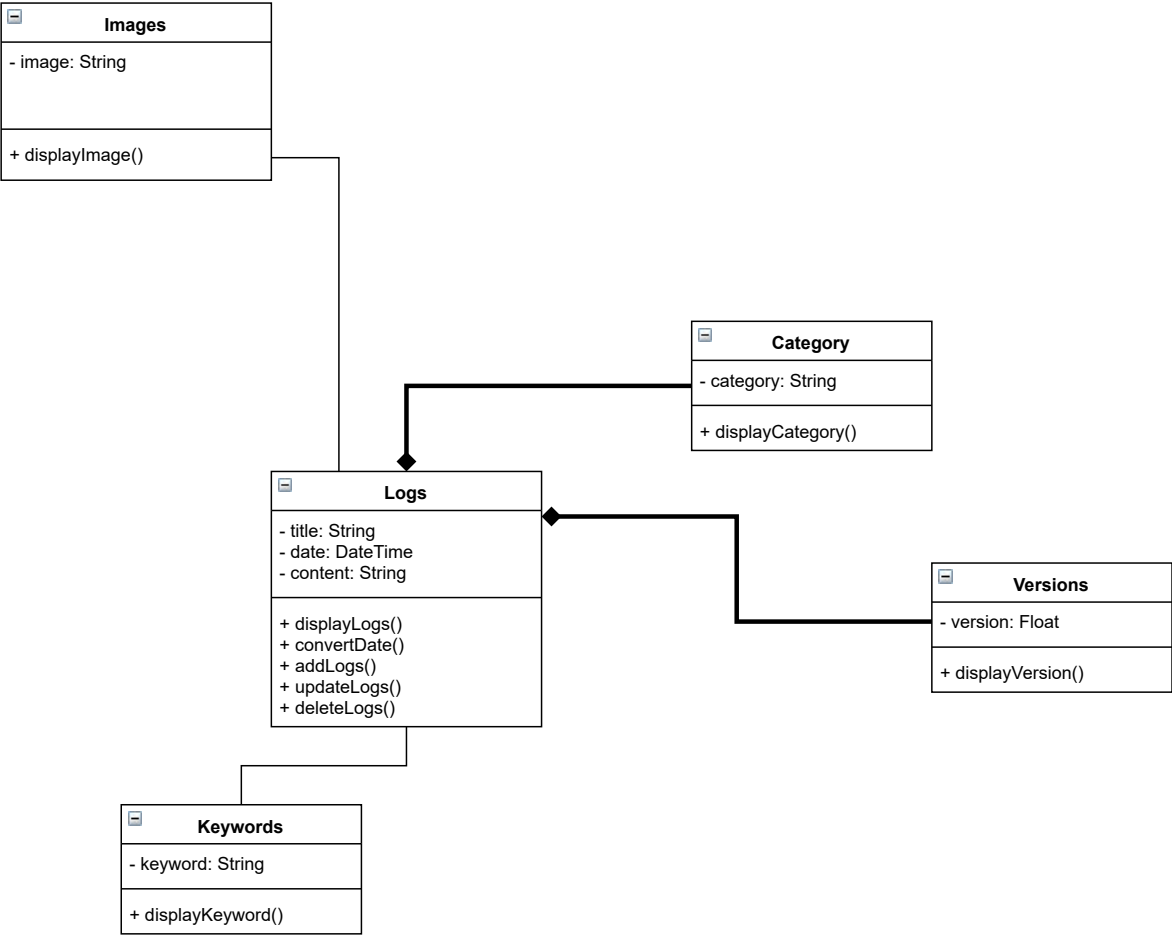 Images
- image: String
+ displayImage()
Category
- category: String
+ displayCategory()
Logs
- title: String
- date: DateTime
- content: String
+ displayLogs()
+ convertDate()
+ addLogs()
+ updateLogs()
+ deleteLogs()
Versions
- version: Float
+ displayVersion()
Keywords
- keyword: String
+ displayKeyword()